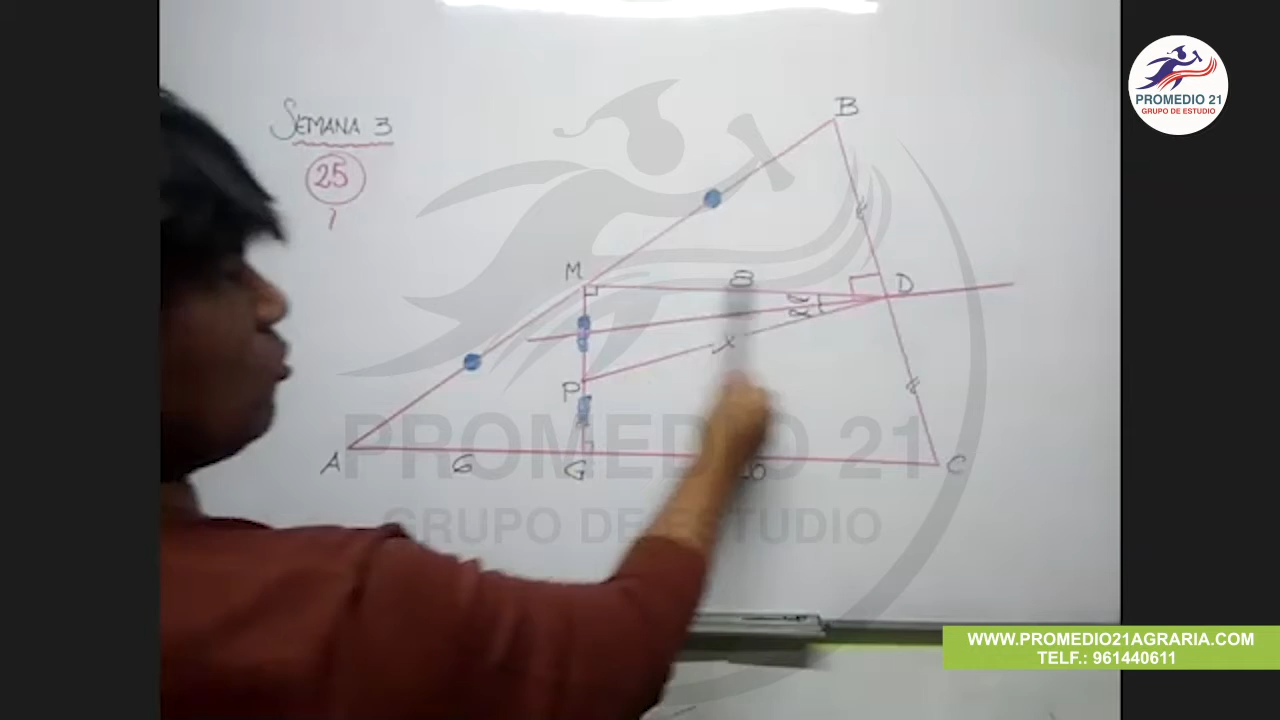 SEMANA 3
25
B
M
8
D
α
α
x
P
A
6
G
10
C
PROMEDIO 21
GRUPO DE ESTUDIO
PROMEDIO 21
GRUPO DE ESTUDIO
WWW.PROMEDIO21AGRARIA.COM
TELF.: 961440611